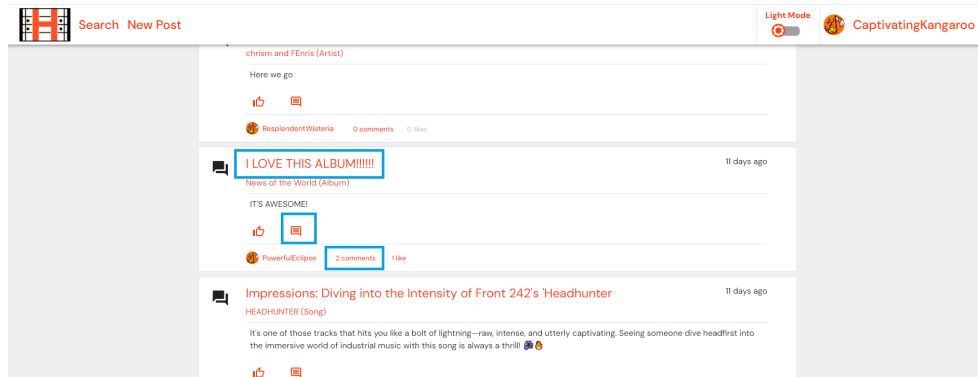 Search New Post
Light Mode
CaptivatingKangaroo
chrism and FEnris (Artist)
Here we go
ResplendentWisteria 0 comments 0 likes
I LOVE THIS ALBUM!!!!!! 11 days ago
News of the World (Album)
IT'S AWESOME!
PowerfulEclipse 2 comments 1 like
Impressions: Diving into the Intensity of Front 242's 'Headhunter 11 days ago
HEADHUNTER (Song)
It's one of those tracks that hits you like a bolt of lightning—raw, intense, and utterly captivating. Seeing someone dive headfirst into
the immersive world of industrial music with this song is always a thrill!